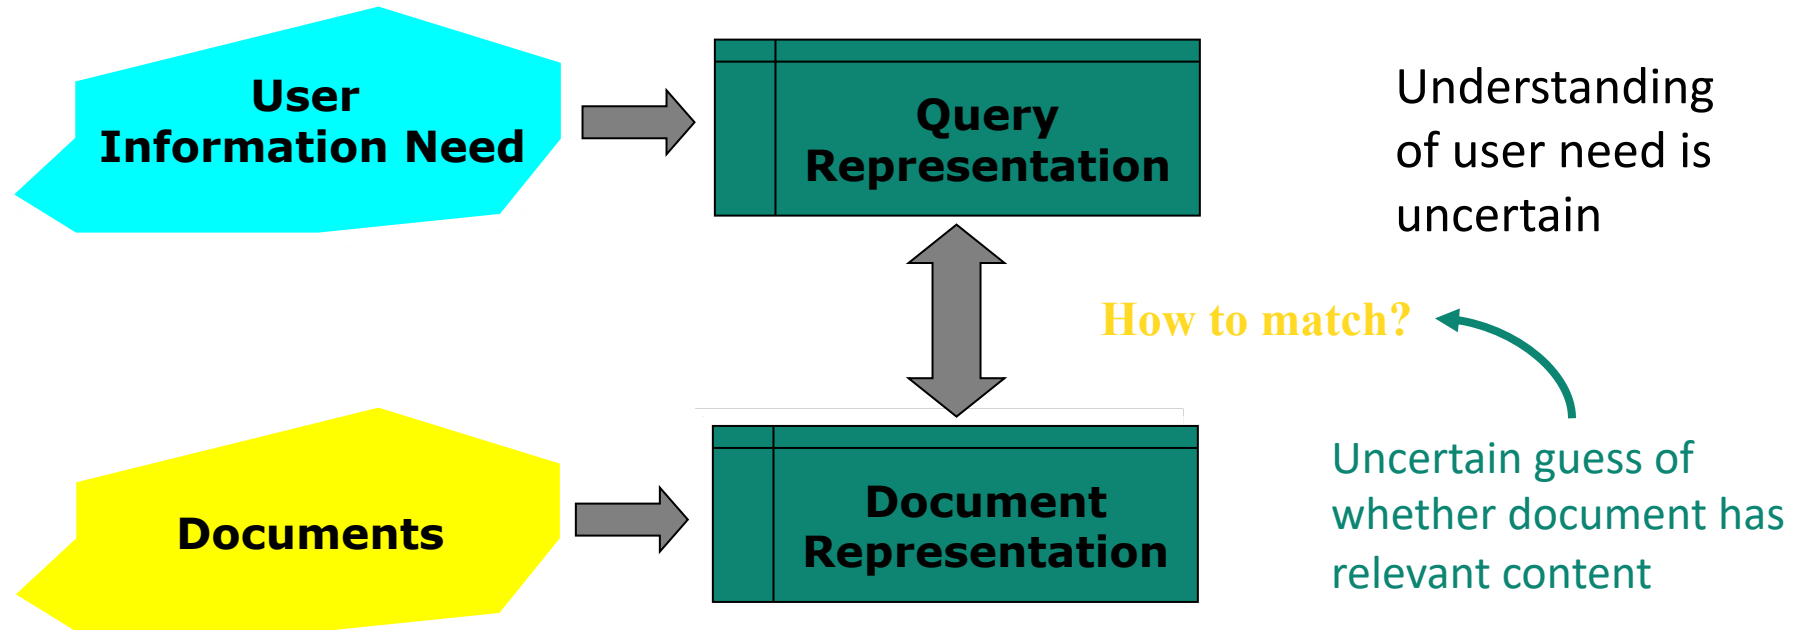 User
Information Need
Query
Representation
Understanding
of user need is
uncertain
How to match?
Documents
Document
Representation
Uncertain guess of
whether document has
relevant content